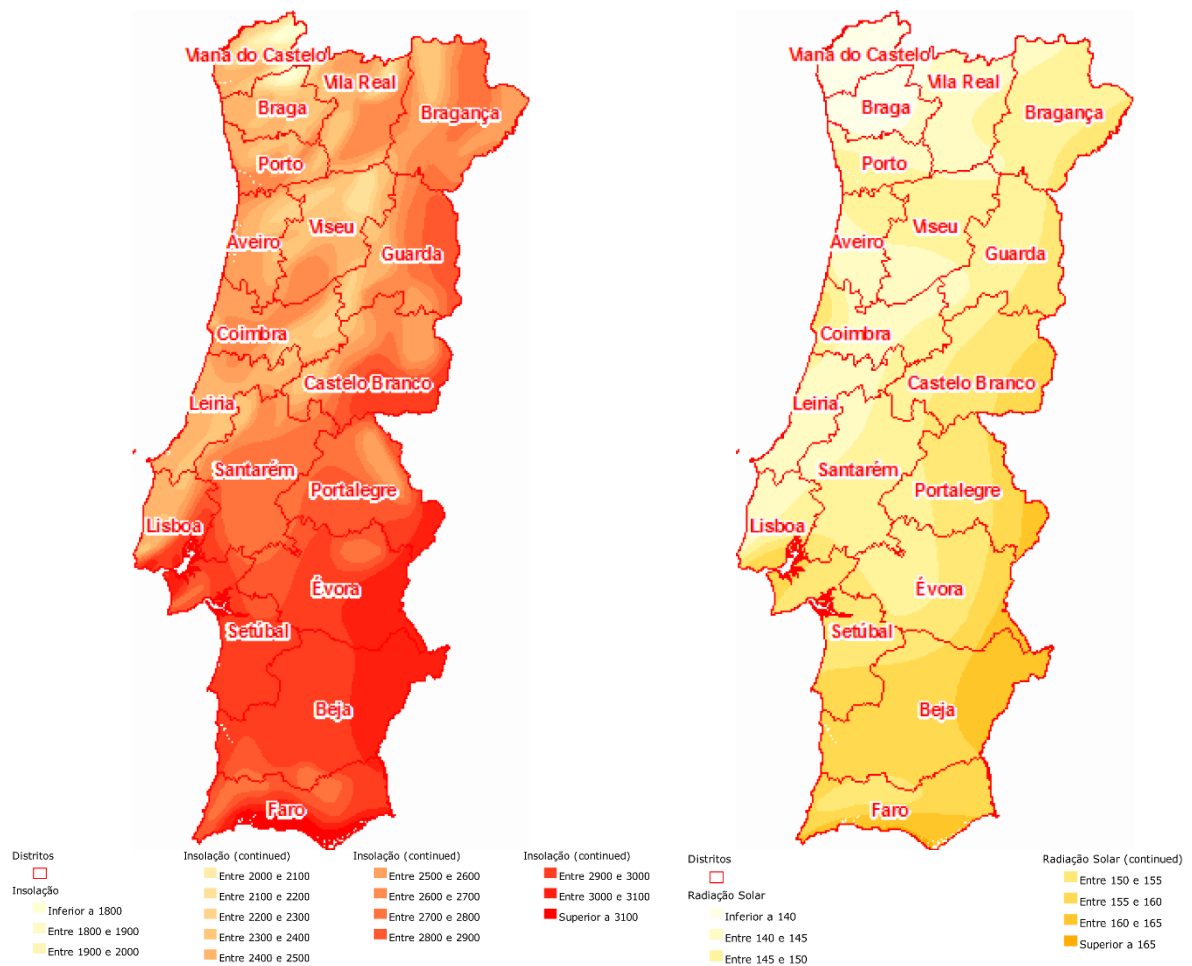 Viana do Castelo
Vila Real
Bragança
Braga
Porto
Viseu
Aveiro
Guarda
Coimbra
Castelo Branco
Leiria
Santarém
Portalegre
Lisboa
Évora
Setúbal
Beja
Faro
Distritos
Insolação
Inferior a 1800
Entre 1800 e 1900
Entre 1900 e 2000
Insolação (continued)
Entre 2000 e 2100
Entre 2100 e 2200
Entre 2200 e 2300
Entre 2300 e 2400
Entre 2400 e 2500
Insolação (continued)
Entre 2500 e 2600
Entre 2600 e 2700
Entre 2700 e 2800
Entre 2800 e 2900
Insolação (continued)
Entre 2900 e 3000
Entre 3000 e 3100
Superior a 3100
Viana do Castelo
Vila Real
Bragança
Braga
Porto
Viseu
Aveiro
Guarda
Coimbra
Castelo Branco
Leiria
Santarém
Portalegre
Lisboa
Évora
Setúbal
Beja
Faro
Distritos
Radiação Solar
Inferior a 140
Entre 140 e 145
Entre 145 e 150
Radiação Solar (continued)
Entre 150 e 155
Entre 155 e 160
Entre 160 e 165
Superior a 165